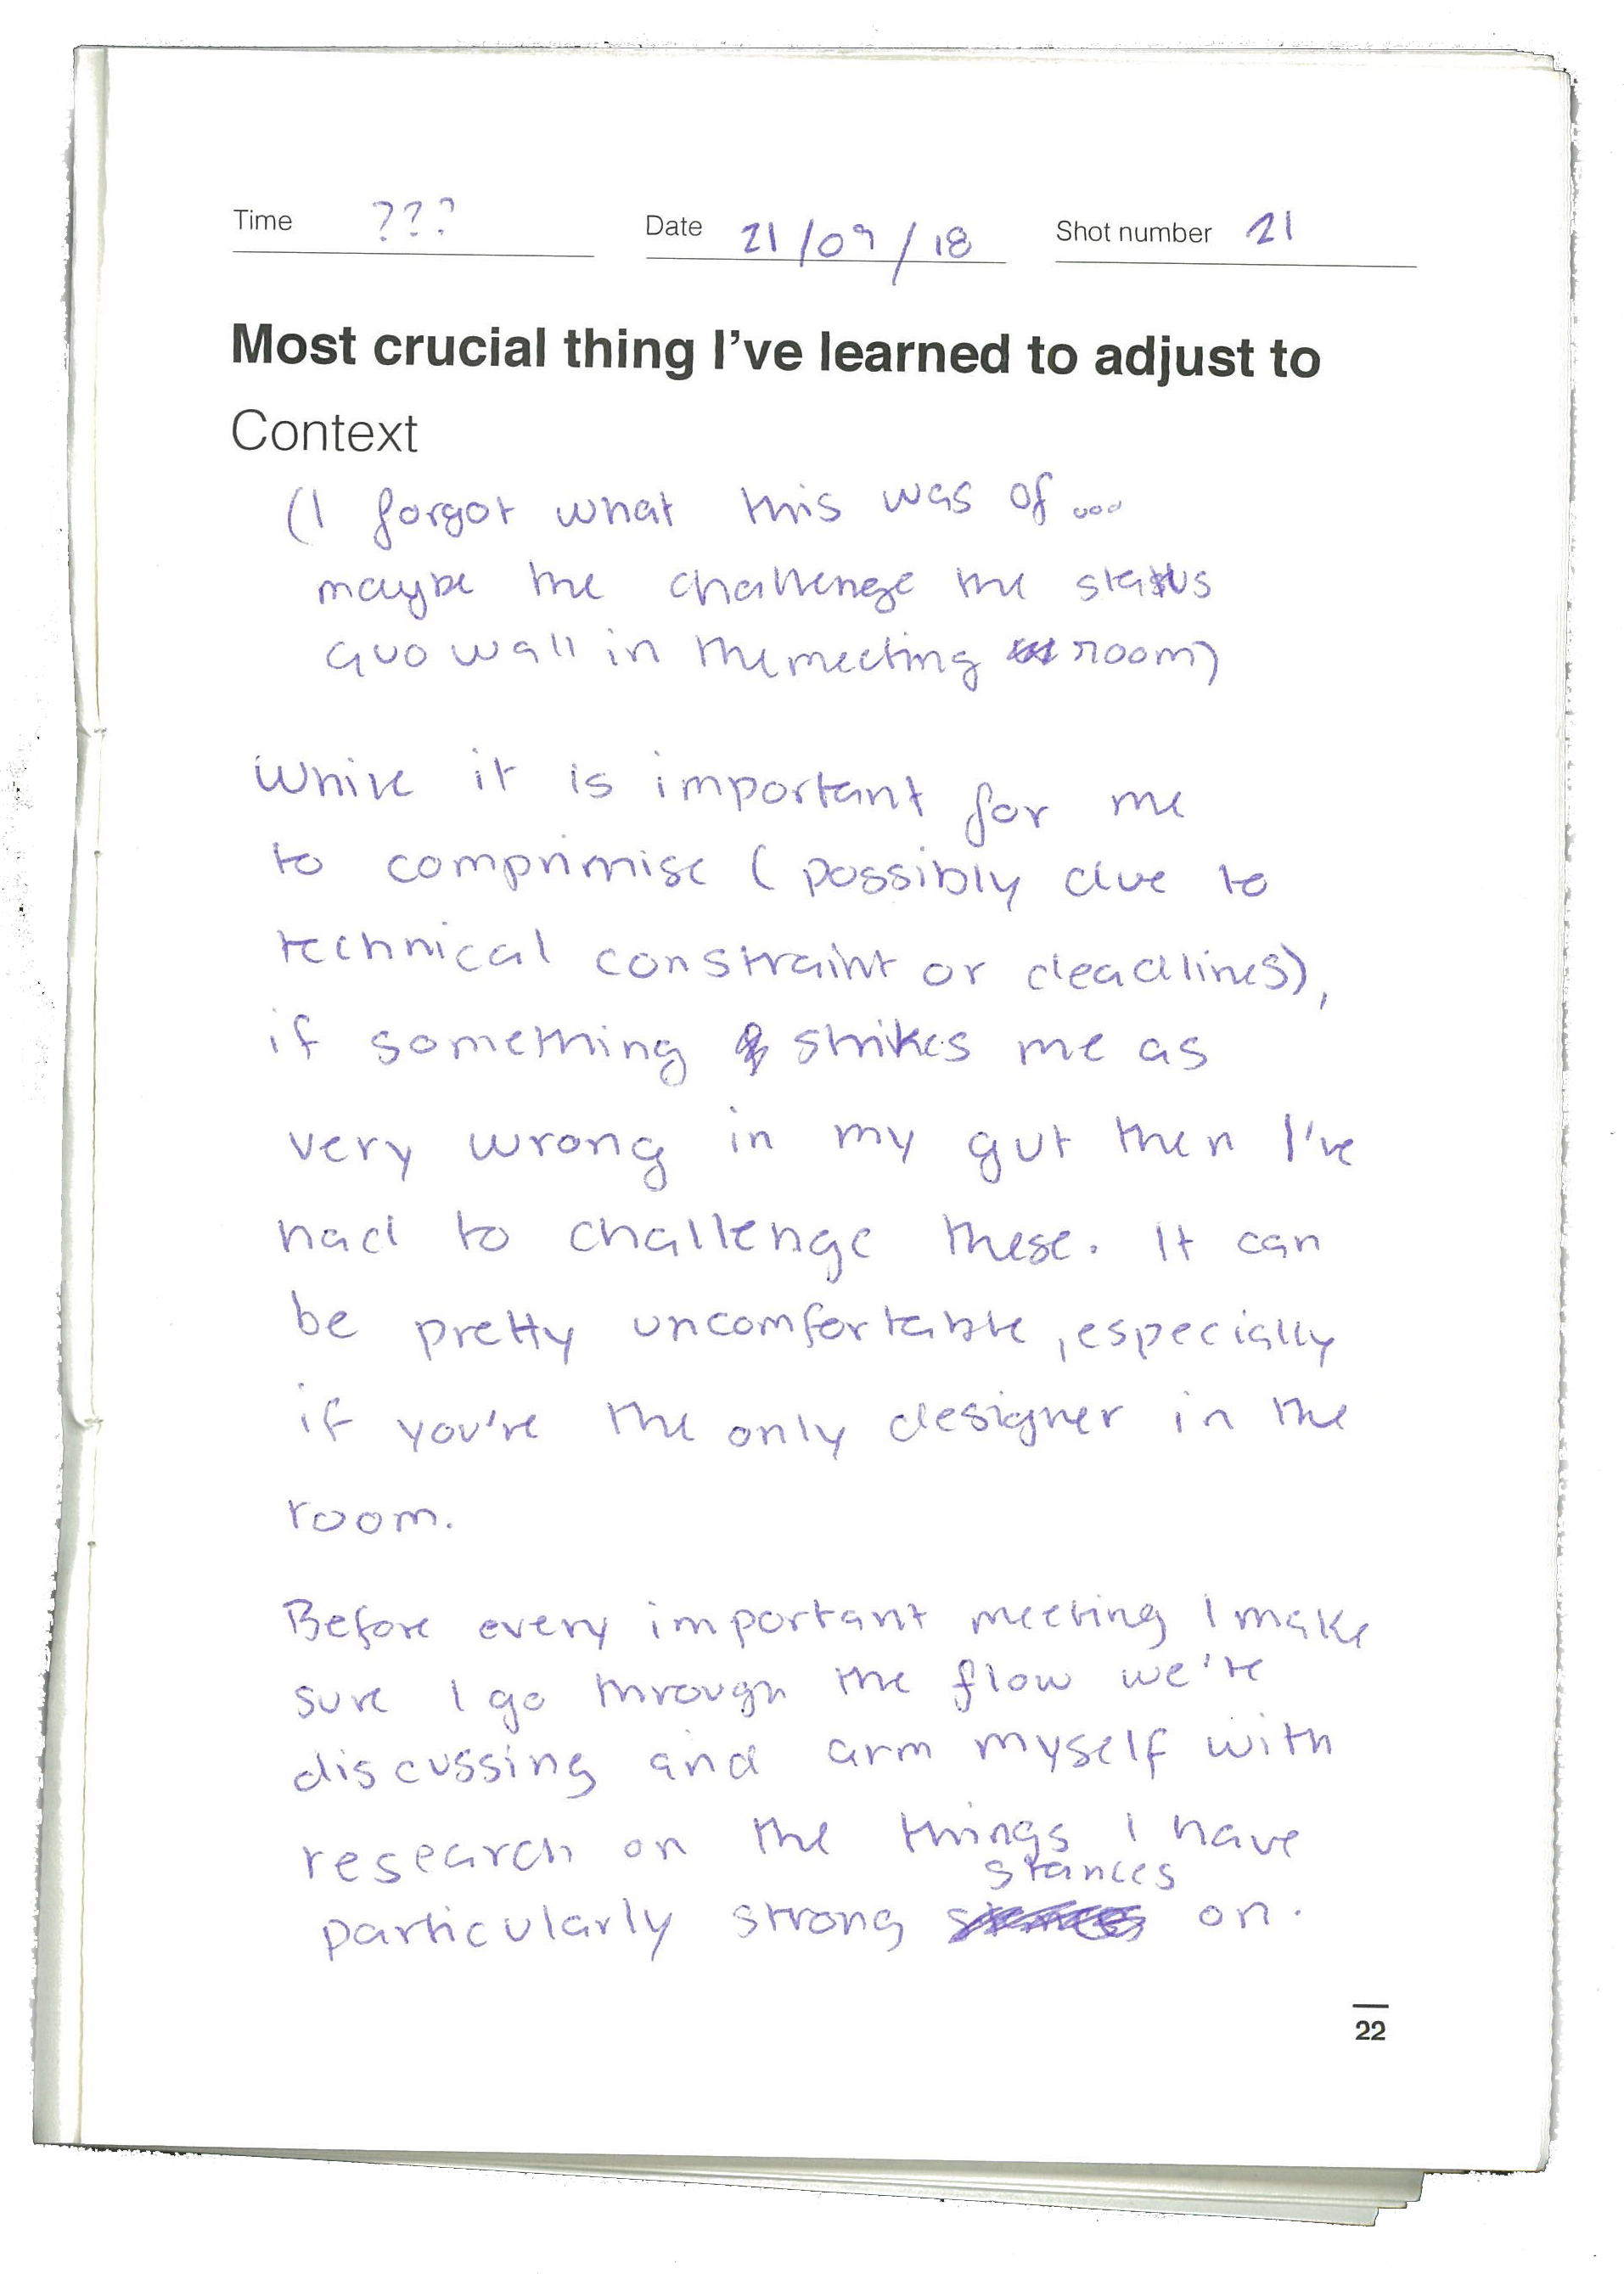 Time ??? Date 21/09/18 Shot number 21
Most crucial thing I've learned to adjust to
Context
(I forgot what this was of...
maybe the challenge the status
quo wall in the meeting room)
While it is important for me
to comprimise (possibly due to
technical constraint or deadlines),
if something strikes me as
very wrong in my gut then I've
had to challenge these. It can
be pretty uncomfortable, especially
if you're the only designer in the
room.
Before every important meeting I make
sure I go through the flow we're
discussing and arm myself with
research on the things I have
particularly strong stances on.
22